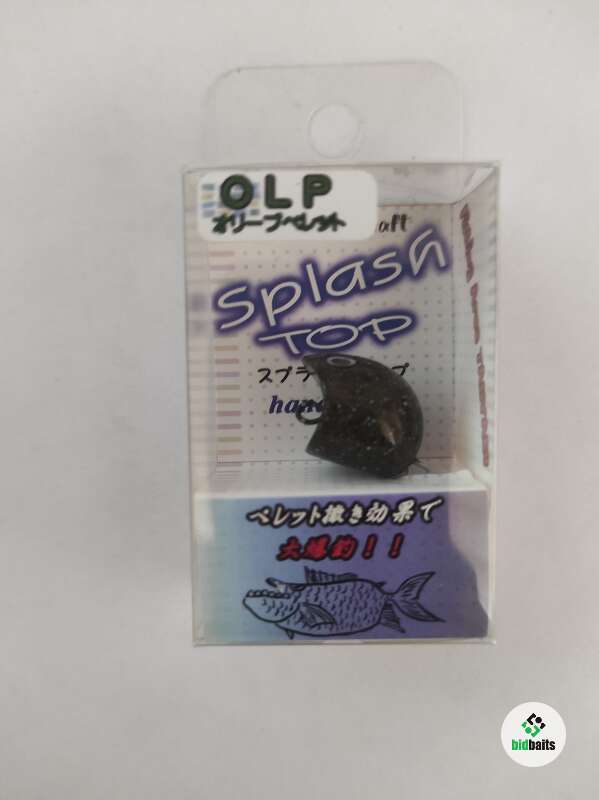 OLP
オリーブペレット
Splash
TOP
ペレット撒き効果で
大爆釣!!
bidbaits